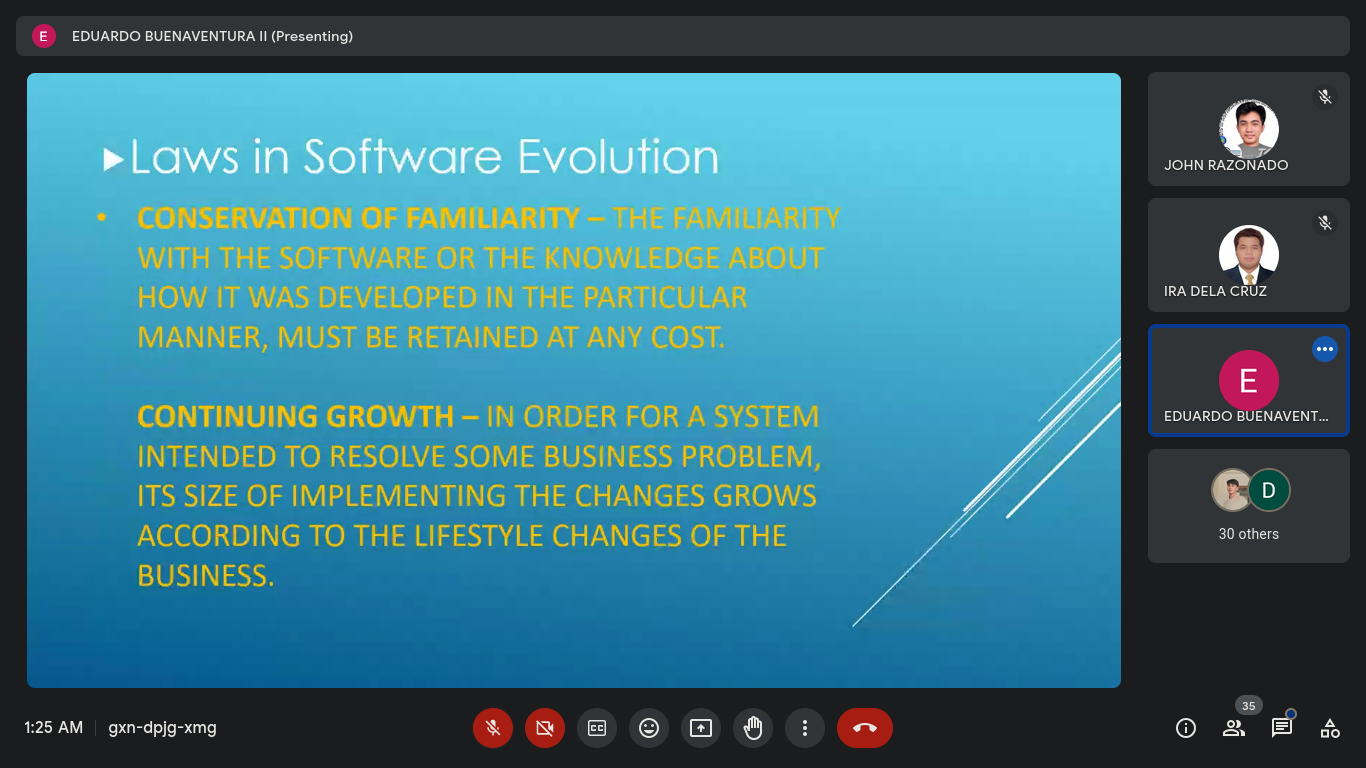 E EDUARDO BUENAVENTURA II (Presenting)
Laws in Software Evolution
• CONSERVATION OF FAMILIARITY – THE FAMILIARITY
WITH THE SOFTWARE OR THE KNOWLEDGE ABOUT
HOW IT WAS DEVELOPED IN THE PARTICULAR
MANNER, MUST BE RETAINED AT ANY COST.
CONTINUING GROWTH – IN ORDER FOR A SYSTEM
INTENDED TO RESOLVE SOME BUSINESS PROBLEM,
ITS SIZE OF IMPLEMENTING THE CHANGES GROWS
ACCORDING TO THE LIFESTYLE CHANGES OF THE
BUSINESS.
JOHN RAZONADO
IRA DELA CRUZ
E
EDUARDO BUENAVENT...
D
30 others
1:25 AM gxn-dpjg-xmg
CC
35